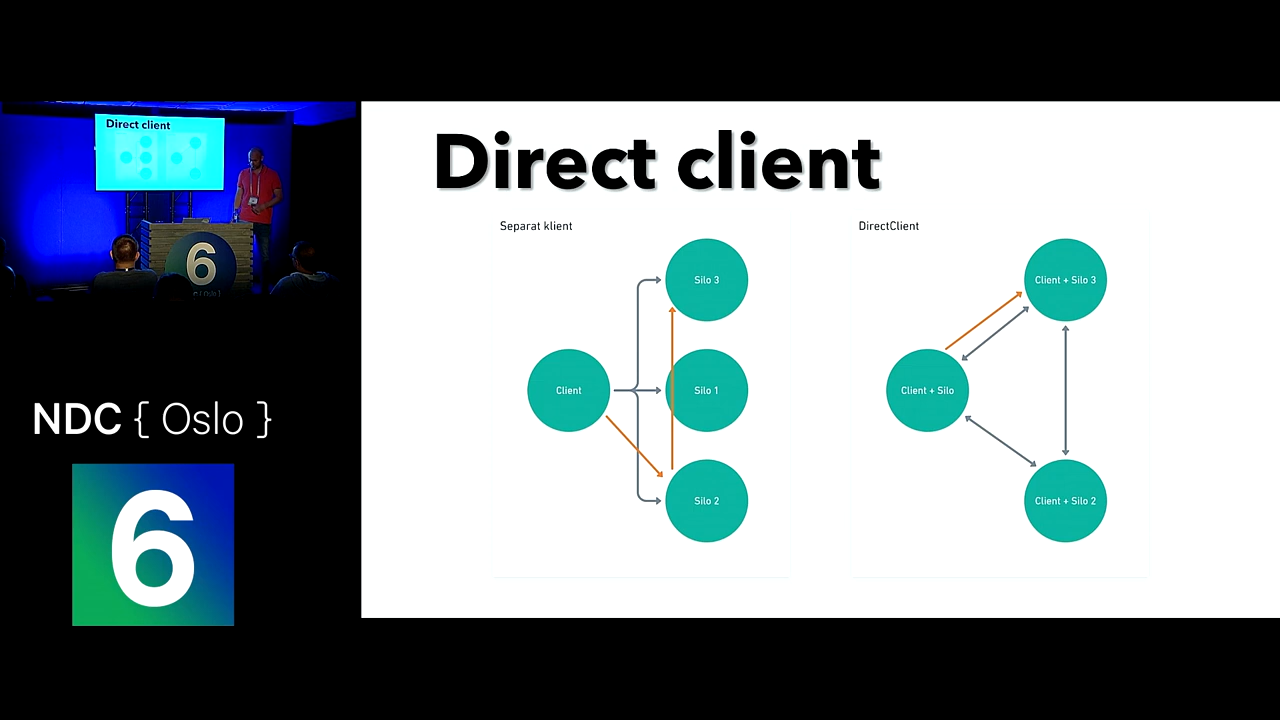 Direct client
6
NDC { Oslo }
6
Direct client
Separat klient
Silo 3
Client
Silo 1
Silo 2
DirectClient
Client + Silo 3
Client + Silo
Client + Silo 2